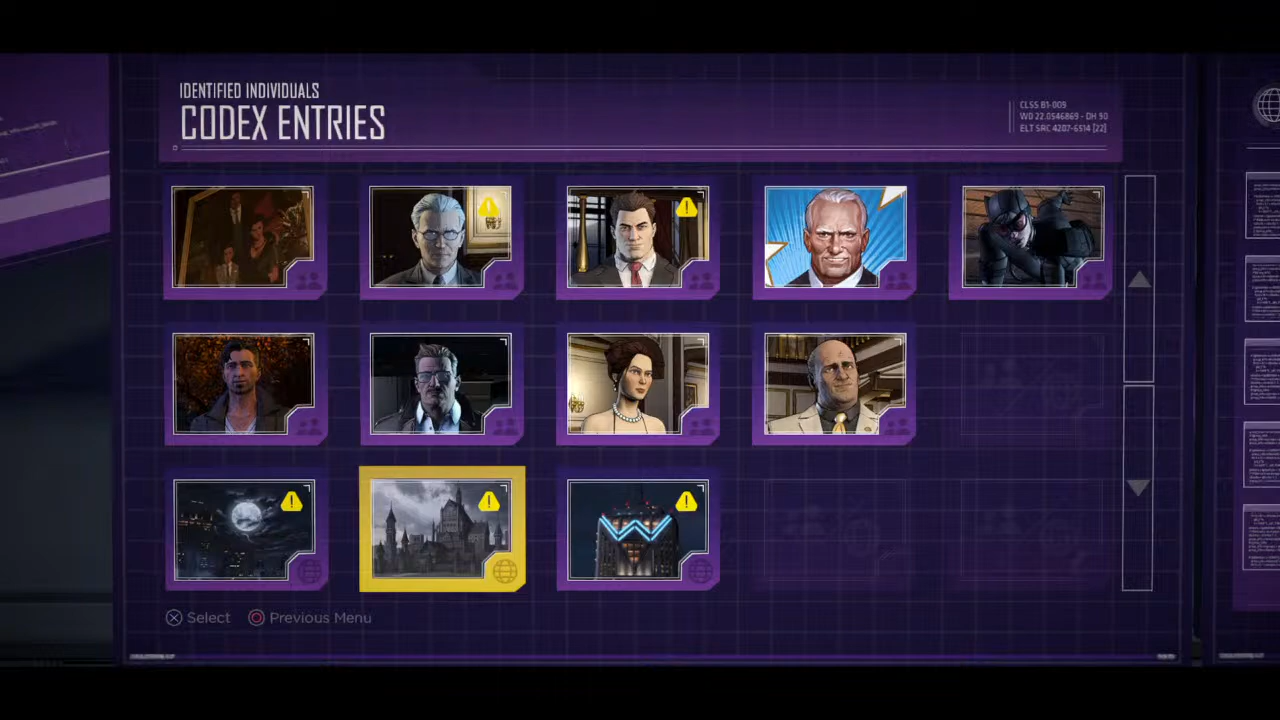 IDENTIFIED INDIVIDUALS
CODEX ENTRIES
CLSS B1-009
WD 22.0546869 - DH 90
ELT SRC 4207-6514 [22]
Select
Previous Menu